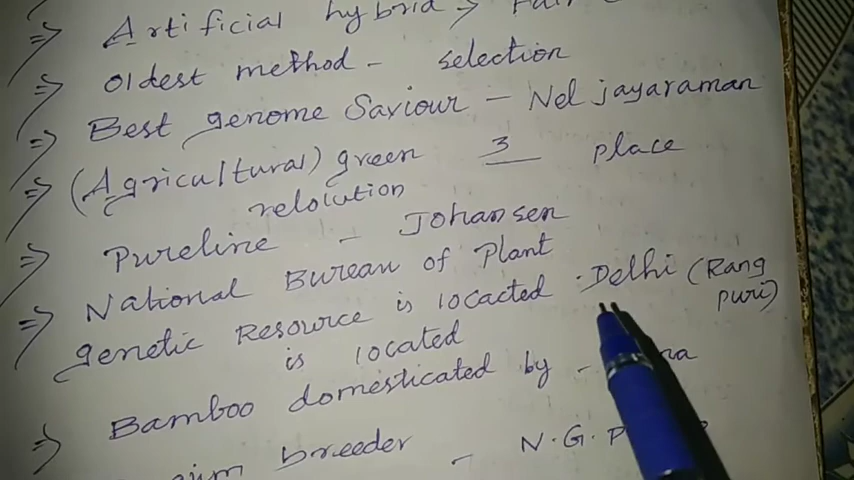 => Artificial hybrid ->
=> Oldest method - selection
=> Best genome Saviour - Nel jayaraman
=> (Agricultural) green 3 place
relolution
=> Pureline - Johansen
=> National Bureau of Plant
genetic Resource is locacted . Delhi (Rang
puri)
is located
=> Bamboo domesticated by -
breeder - N.G.P